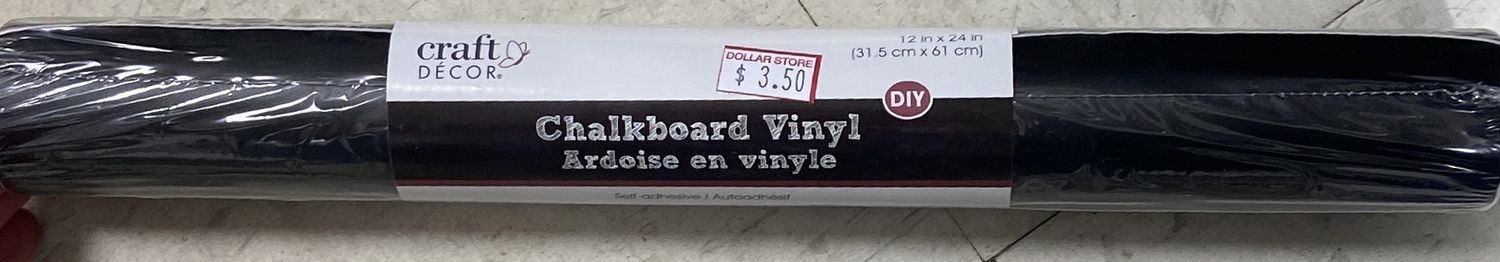 craft
DÉCOR®
DOLLAR STORE
$ 3.50
12 in x 24 in
(31.5 cm x 61 cm)
DIY
Chalkboard Vinyl
Ardoise en vinyle
Self-adhesive / Autoadhésif